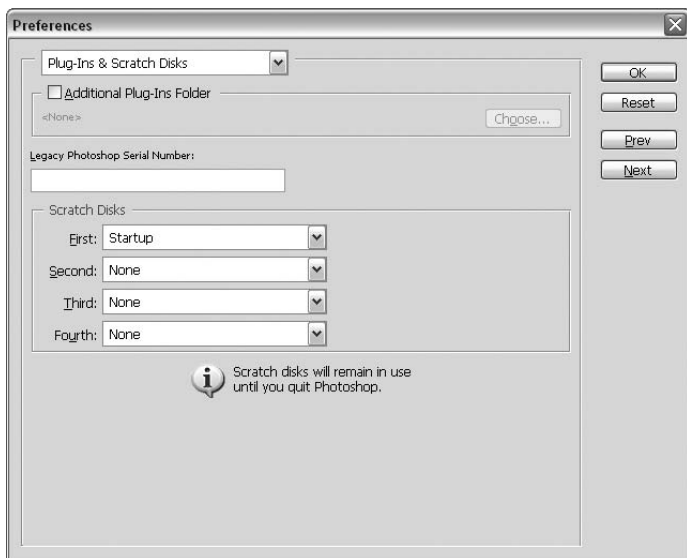 Preferences
Plug-Ins & Scratch Disks
OK
Additional Plug-Ins Folder
Reset
<None>
Choose...
Prev
Legacy Photoshop Serial Number:
Next
Scratch Disks
First: Startup
Second: None
Third: None
Fourth: None
Scratch disks will remain in use
until you quit Photoshop.